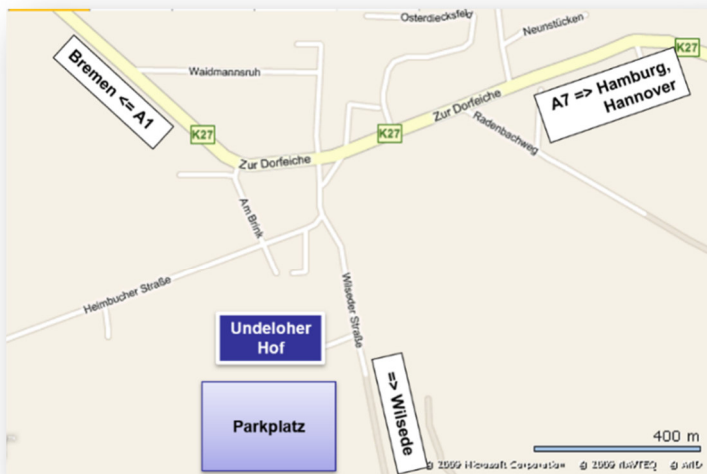 Osterdiecksfeld
Neunstücken
Waidmannsruh
K27
Bremen <= A1
A7 => Hamburg,
Hannover
Zur Dorfeiche
K27
K27
Radenbachweg
Zur Dorfeiche
Am Brink
Heimbucher Straße
Wilseder Straße
Undeloher
Hof
=> Wilsede
Parkplatz
400 m
© 2009 Microsoft Corporation © 2009 NAVTEQ © AND